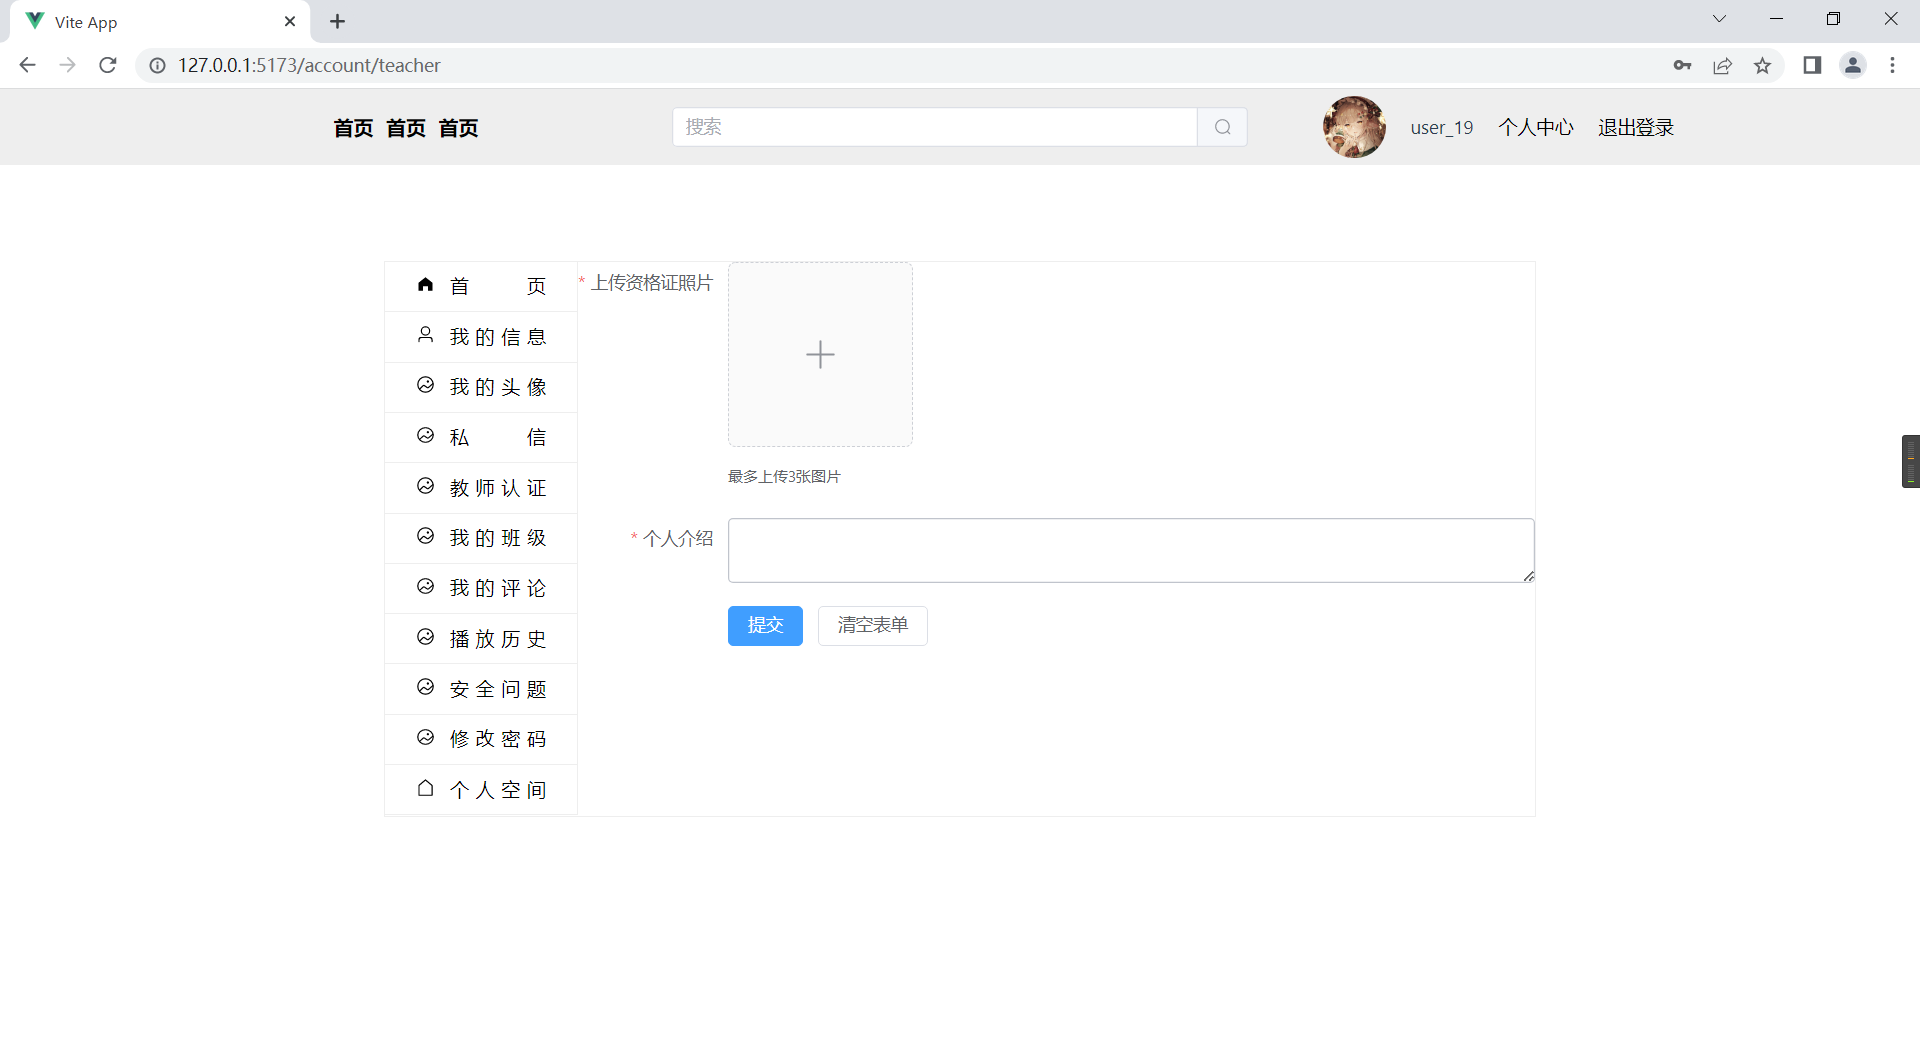 Vite App
127.0.0.1:5173/account/teacher
首页 首页 首页
搜索
user_19 个人中心 退出登录
首 页
我的信息
我的头像
私 信
教师认证
我的班级
我的评论
播放历史
安全问题
修改密码
个人空间
* 上传资格证照片
最多上传3张图片
* 个人介绍
提交 清空表单